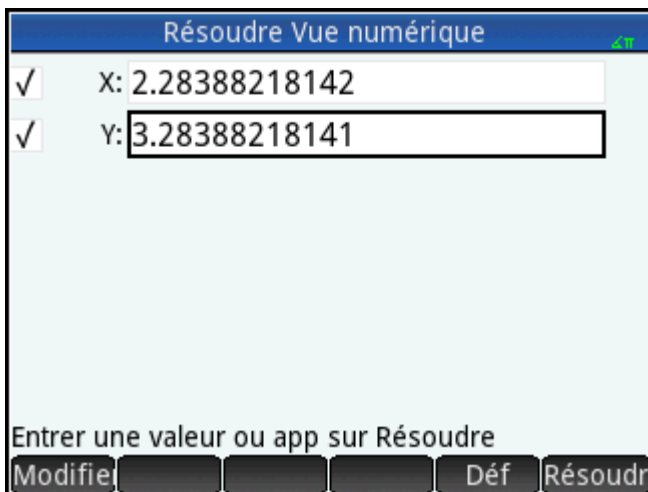 Résoudre Vue numérique
∠π
√ X: 2.28388218142
√ Y: 3.28388218141
Entrer une valeur ou app sur Résoudre
Modifie Déf Résoudr